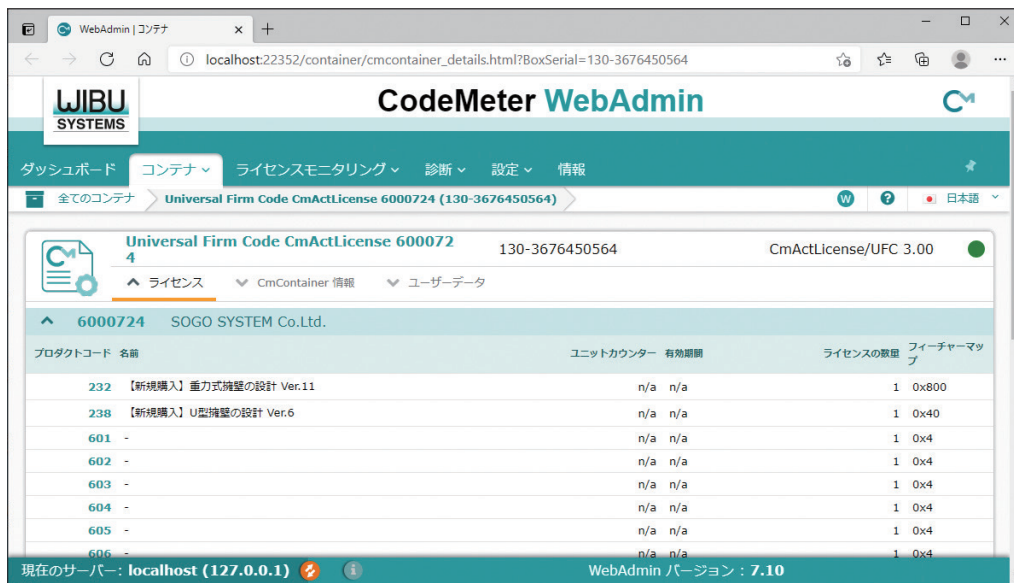 WebAdmin | コンテナ
localhost:22352/container/cmcontainer_details.html?BoxSerial=130-3676450564
WIBU
SYSTEMS
CodeMeter WebAdmin
ダッシュボード コンテナ ライセンスモニタリング 診断 設定 情報
全てのコンテナ Universal Firm Code CmActLicense 6000724 (130-3676450564) W ? 日本語
Universal Firm Code CmActLicense 600072
4
130-3676450564 CmActLicense/UFC 3.00
ライセンス CmContainer 情報 ユーザーデータ
6000724 SOGO SYSTEM Co.Ltd.
プロダクトコード 名前 ユニットカウンター 有効期間 ライセンスの数量 フィーチャーマッ
プ
232 【新規購入】重力式擁壁の設計 Ver.11 n/a n/a 1 0x800
238 【新規購入】U型擁壁の設計 Ver.6 n/a n/a 1 0x40
601 - n/a n/a 1 0x4
602 - n/a n/a 1 0x4
603 - n/a n/a 1 0x4
604 - n/a n/a 1 0x4
605 - n/a n/a 1 0x4
606 - n/a n/a 1 0x4
現在のサーバー: localhost (127.0.0.1) WebAdmin バージョン : 7.10